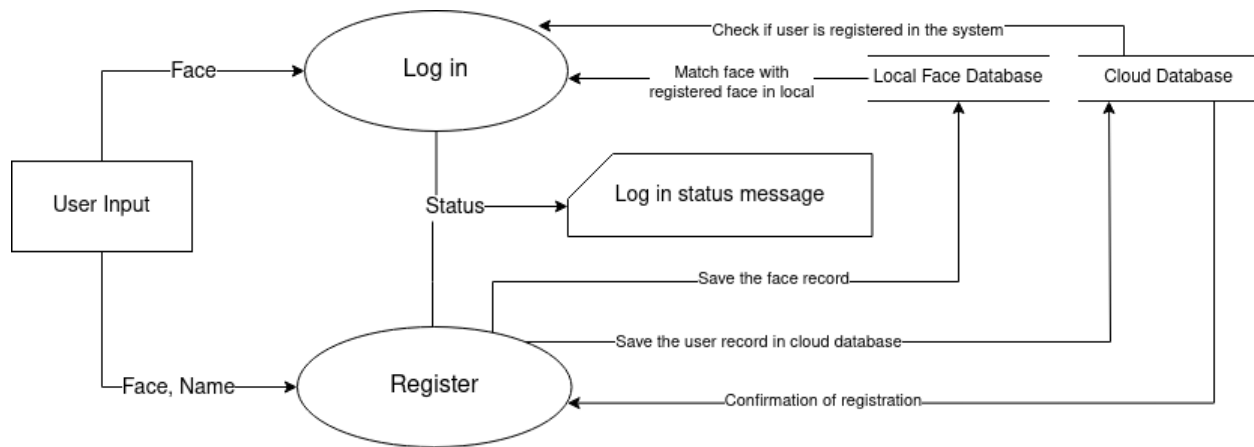 Check if user is registered in the system
Face
Log in
Match face with
registered face in local
Local Face Database
Cloud Database
User Input
Status
Log in status message
Save the face record
Save the user record in cloud database
Face, Name
Register
Confirmation of registration